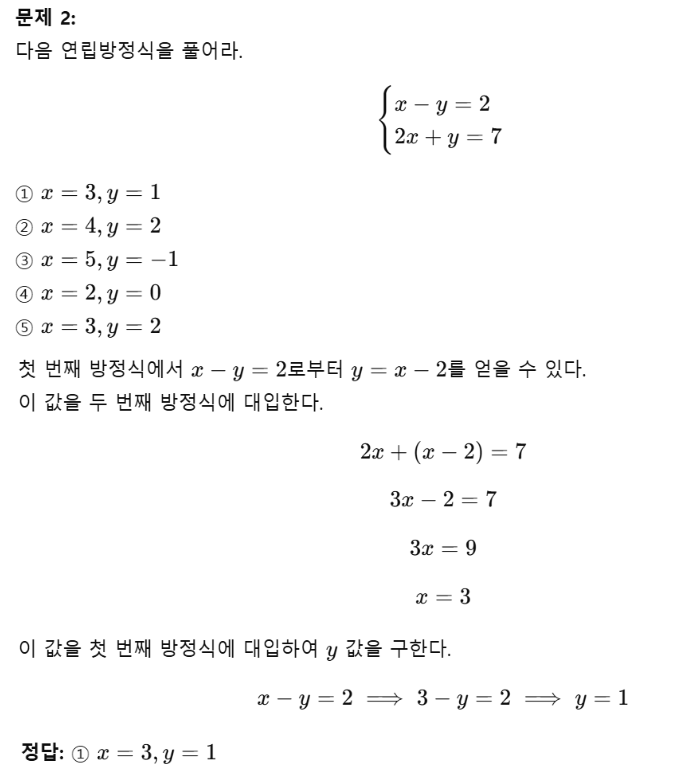 문제 2:
다음 연립방정식을 풀어라.
{ x − y = 2
2x + y = 7
① x = 3, y = 1
② x = 4, y = 2
③ x = 5, y = −1
④ x = 2, y = 0
⑤ x = 3, y = 2
첫 번째 방정식에서 x − y = 2로부터 y = x − 2를 얻을 수 있다.
이 값을 두 번째 방정식에 대입한다.
2x + (x − 2) = 7
3x − 2 = 7
3x = 9
x = 3
이 값을 첫 번째 방정식에 대입하여 y 값을 구한다.
x − y = 2 ⟹ 3 − y = 2 ⟹ y = 1
정답: ① x = 3, y = 1